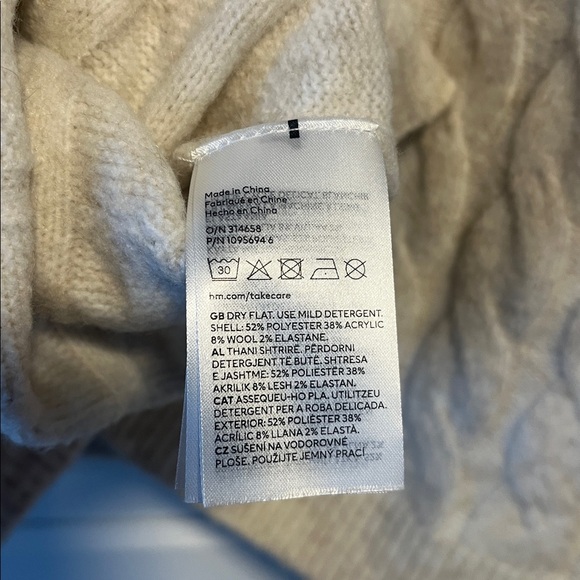 Made in China
Fabriqué en Chine
Hecho en China
O/N 314658
P/N 1095694 6
30
hm.com/takecare
GB DRY FLAT. USE MILD DETERGENT.
SHELL: 52% POLYESTER 38% ACRYLIC
8% WOOL 2% ELASTANE.
AL THANI SHTRIRË. PËRDORNI
DETERGJENT TË BUTË. SHTRESA
E JASHTME: 52% POLIESTËR 38%
AKRILIK 8% LESH 2% ELASTAN.
CAT ASSEQUEU-HO PLA. UTILITZEU
DETERGENT PER A ROBA DELICADA.
EXTERIOR: 52% POLIÈSTER 38%
ACRÍLIC 8% LLANA 2% ELASTÀ.
CZ SUŠENÍ NA VODOROVNÉ
PLOŠE. POUŽIJTE JEMNÝ PRACÍ